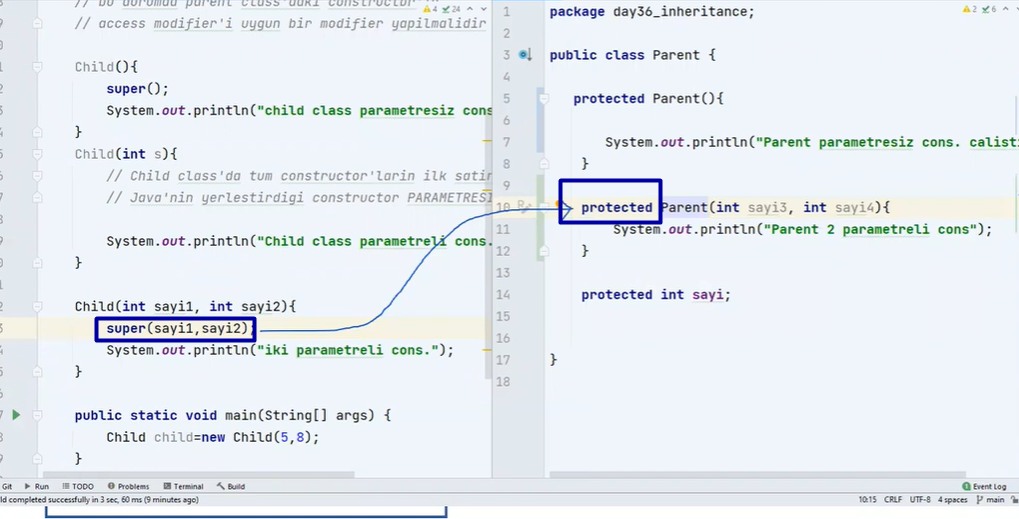 // bu durumda parent class'daki constructor
4 24
// access modifier'i uygun bir modifier yapilmalidir
Child(){
super();
System.out.println("child class parametresiz cons
}
Child(int s){
// Child class'da tum constructor'larin ilk satir
// Java'nin yerlestirdigi constructor PARAMETRESI
System.out.println("Child class parametreli cons.
}
Child(int sayi1, int sayi2){
super(sayi1,sayi2);
System.out.println("iki parametreli cons.");
}
public static void main(String[] args) {
Child child=new Child(5,8);
}
1 package day36_inheritance;
2 6
2
3 public class Parent {
4
5 protected Parent(){
6
7 System.out.println("Parent parametresiz cons. calisti
8 }
9
10 protected Parent(int sayi3, int sayi4){
11 System.out.println("Parent 2 parametreli cons");
12 }
13
14 protected int sayi;
15
16
17 }
18
Git Run TODO Problems Terminal Build Event Log
ld completed successfully in 3 sec, 60 ms (9 minutes ago) 10:15 CRLF UTF-8 4 spaces main